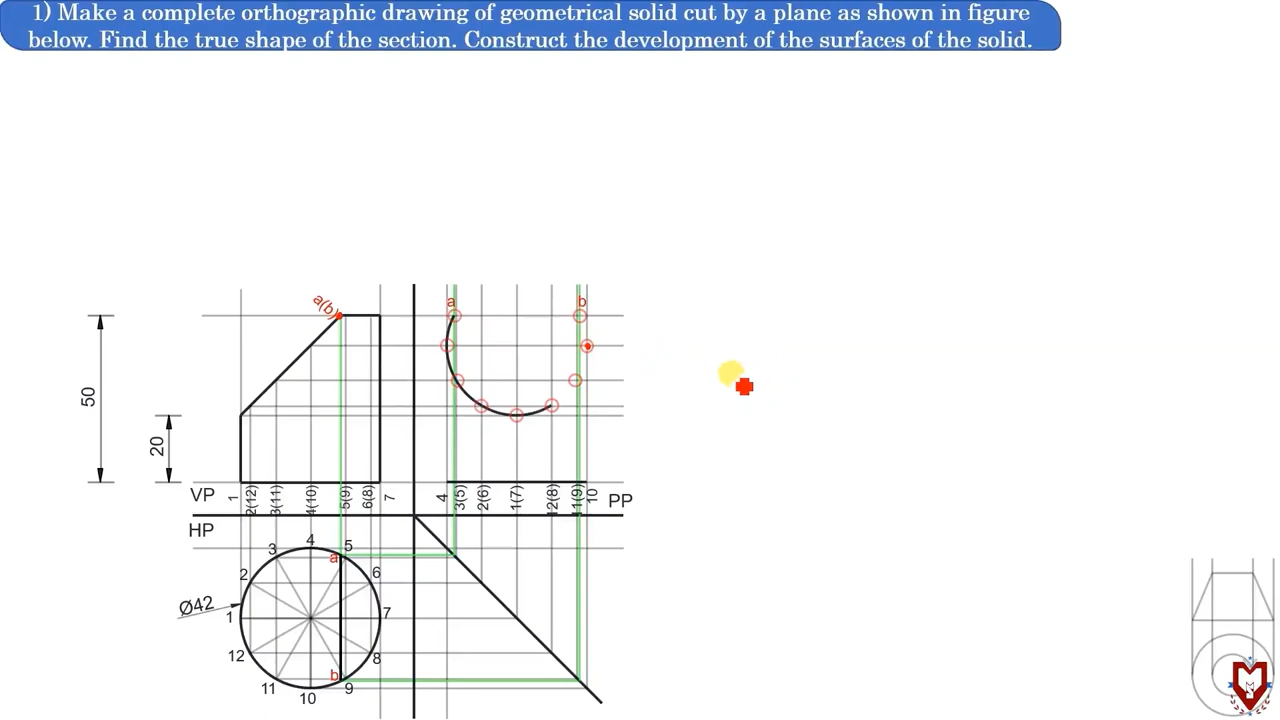 1) Make a complete orthographic drawing of geometrical solid cut by a plane as shown in figure
below. Find the true shape of the section. Construct the development of the surfaces of the solid.
a(b)
a
b
50
20
VP
1
2(12)
3(11)
4(10)
5(9)
6(8)
7
4
3(5)
2(6)
1(7)
12(8)
11(9)
10
PP
HP
4
3
5
a
2
6
Ø42
1
7
12
8
b
11
9
10